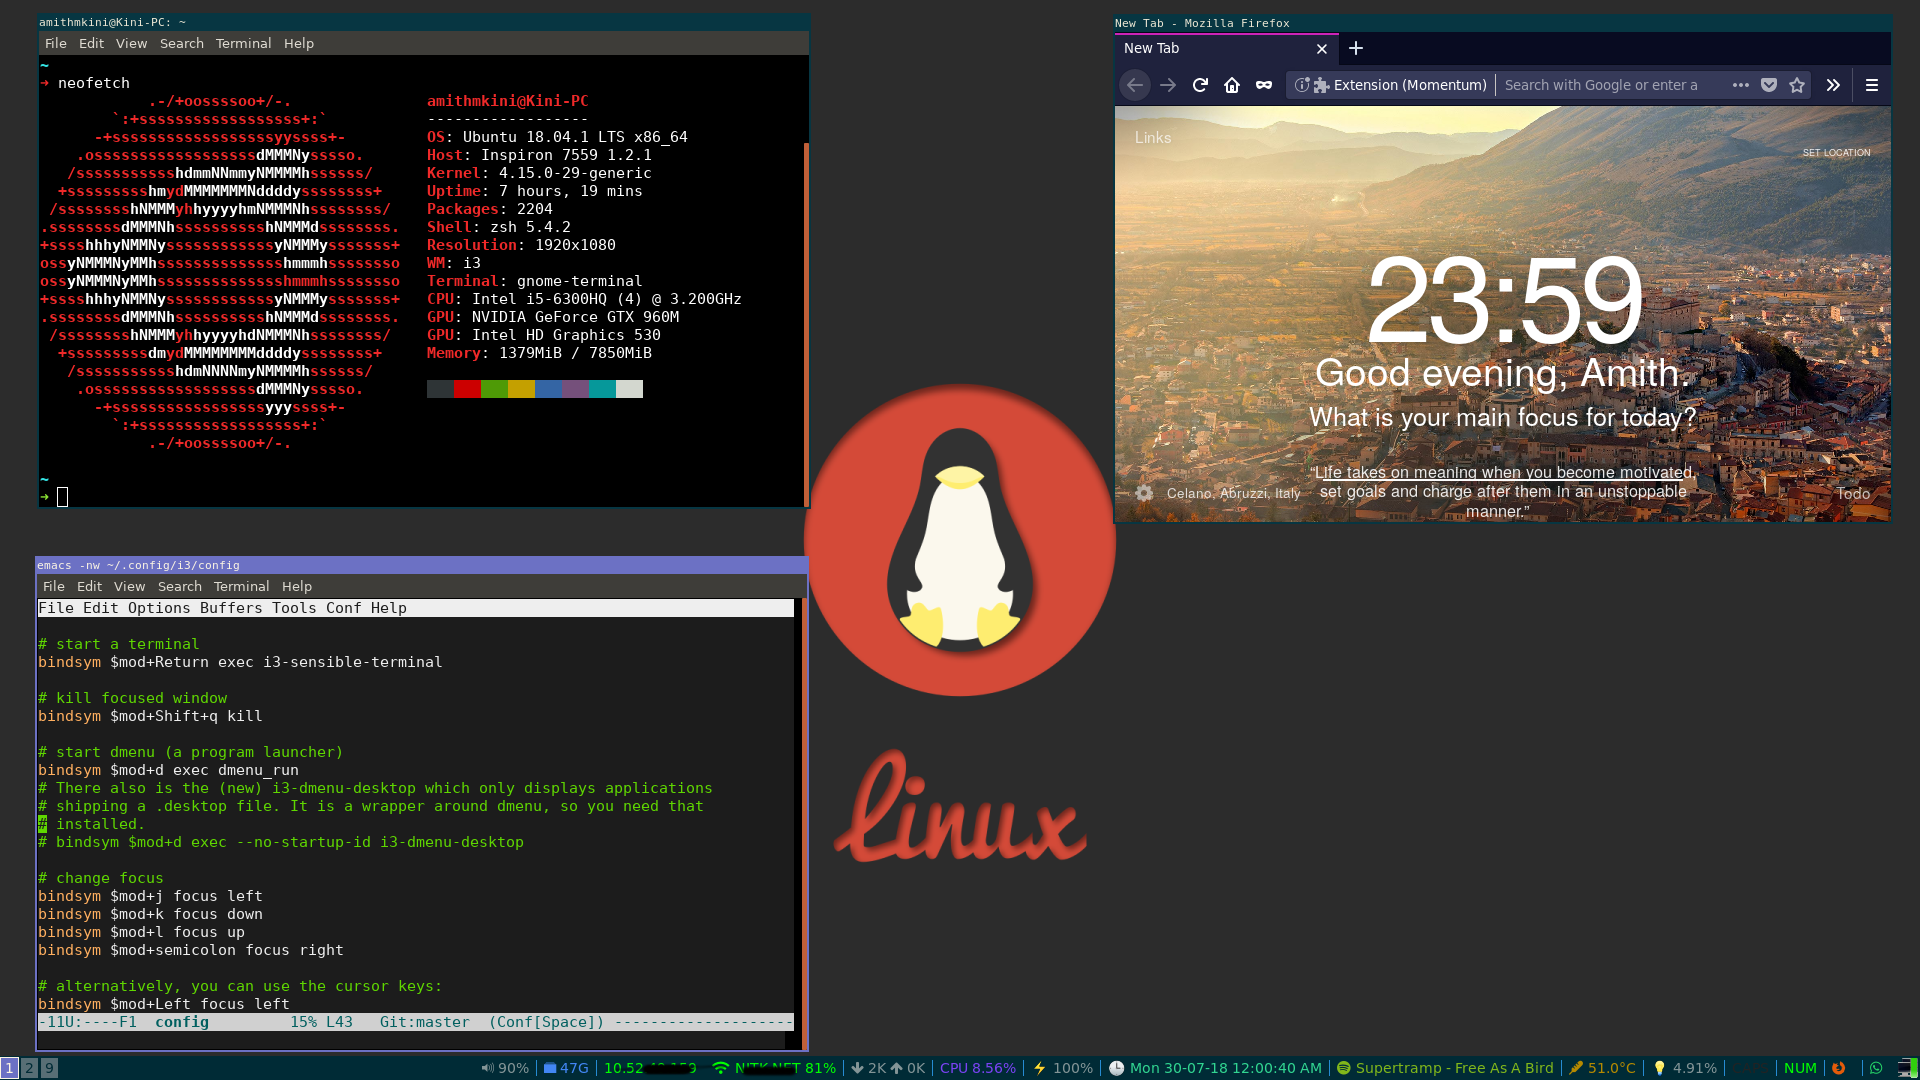 amithmkini@Kini-PC: ~
File Edit View Search Terminal Help
~
→ neofetch
.-/+oossssoo+/-.
`:+ssssssssssssssssss+:`
-+ssssssssssssssssssyyssss+-
.ossssssssssssssssssdMMMNysssso.
/ssssssssssshdmmNNmmyNMMMMhssssss/
+sssssssssshmydMMMMMMMNddddyssssssss+
/sssssssshNMMMyhhyyyyhmNMMMNhssssssss/
.ssssssssdMMMNhsssssssssshNMMMdssssssss.
+sssshhhyNMMNyssssssssssssyNMMMysssssss+
ossyNMMMNyMMhsssssssssssssshmmmhssssssso
ossyNMMMNyMMhsssssssssssssshmmmhssssssso
+sssshhhyNMMNyssssssssssssyNMMMysssssss+
.ssssssssdMMMNhsssssssssshNMMMdssssssss.
/sssssssshNMMMyhhyyyyhdNMMMNhssssssss/
+sssssssssdmydMMMMMMMMddddyssssssss+
/ssssssssssshdmNNNNmyNMMMMhssssss/
.ossssssssssssssssssdMMMNysssso.
-+sssssssssssssssssyyyssss+-
`:+ssssssssssssssssss+:`
.-/+oossssoo+/-.
amithmkini@Kini-PC
------------------
OS: Ubuntu 18.04.1 LTS x86_64
Host: Inspiron 7559 1.2.1
Kernel: 4.15.0-29-generic
Uptime: 7 hours, 19 mins
Packages: 2204
Shell: zsh 5.4.2
Resolution: 1920x1080
WM: i3
Terminal: gnome-terminal
CPU: Intel i5-6300HQ (4) @ 3.200GHz
GPU: NVIDIA GeForce GTX 960M
GPU: Intel HD Graphics 530
Memory: 1379MiB / 7850MiB
~
→
New Tab - Mozilla Firefox
New Tab
Extension (Momentum) Search with Google or enter a
Links
SET LOCATION
23:59
Good evening, Amith.
What is your main focus for today?
“Life takes on meaning when you become motivated,
set goals and charge after them in an unstoppable
manner.”
Celano, Abruzzi, Italy
Todo
linux
emacs -nw ~/.config/i3/config
File Edit View Search Terminal Help
File Edit Options Buffers Tools Conf Help
# start a terminal
bindsym $mod+Return exec i3-sensible-terminal
# kill focused window
bindsym $mod+Shift+q kill
# start dmenu (a program launcher)
bindsym $mod+d exec dmenu_run
# There also is the (new) i3-dmenu-desktop which only displays applications
# shipping a .desktop file. It is a wrapper around dmenu, so you need that
# installed.
# bindsym $mod+d exec --no-startup-id i3-dmenu-desktop
# change focus
bindsym $mod+j focus left
bindsym $mod+k focus down
bindsym $mod+l focus up
bindsym $mod+semicolon focus right
# alternatively, you can use the cursor keys:
bindsym $mod+Left focus left
-11U:----F1 config 15% L43 Git:master (Conf[Space]) --------------------
1 2 9 90% 47G 10.52 81% 2K 0K CPU 8.56% 100% Mon 30-07-18 12:00:40 AM Supertramp - Free As A Bird 51.0°C 4.91% NUM